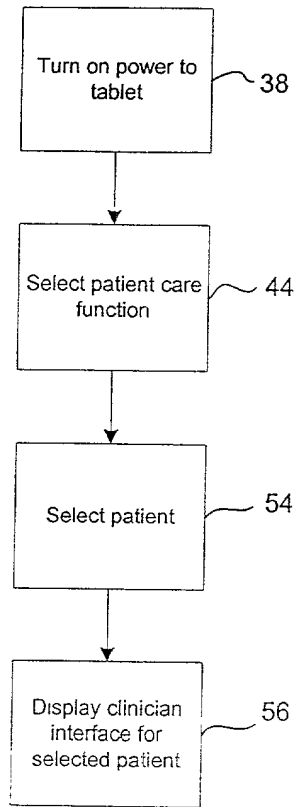 Turn on power to
tablet
38
Select patient care
function
44
Select patient
54
Display clinician
interface for
selected patient
56